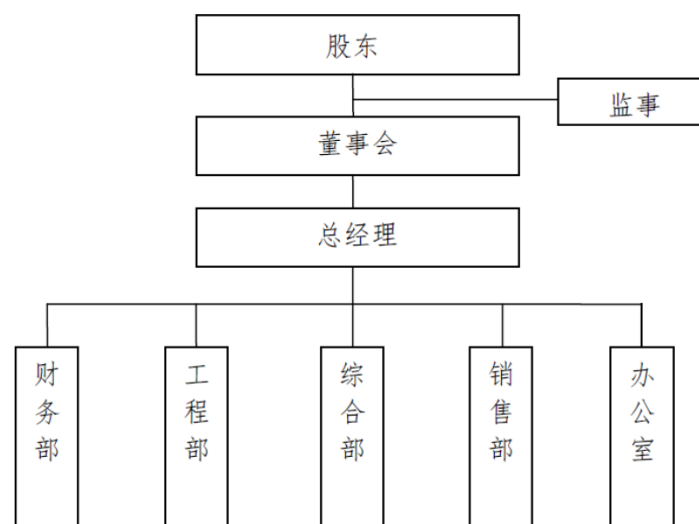 股东
监事
董事会
总经理
财务部
工程部
综合部
销售部
办公室